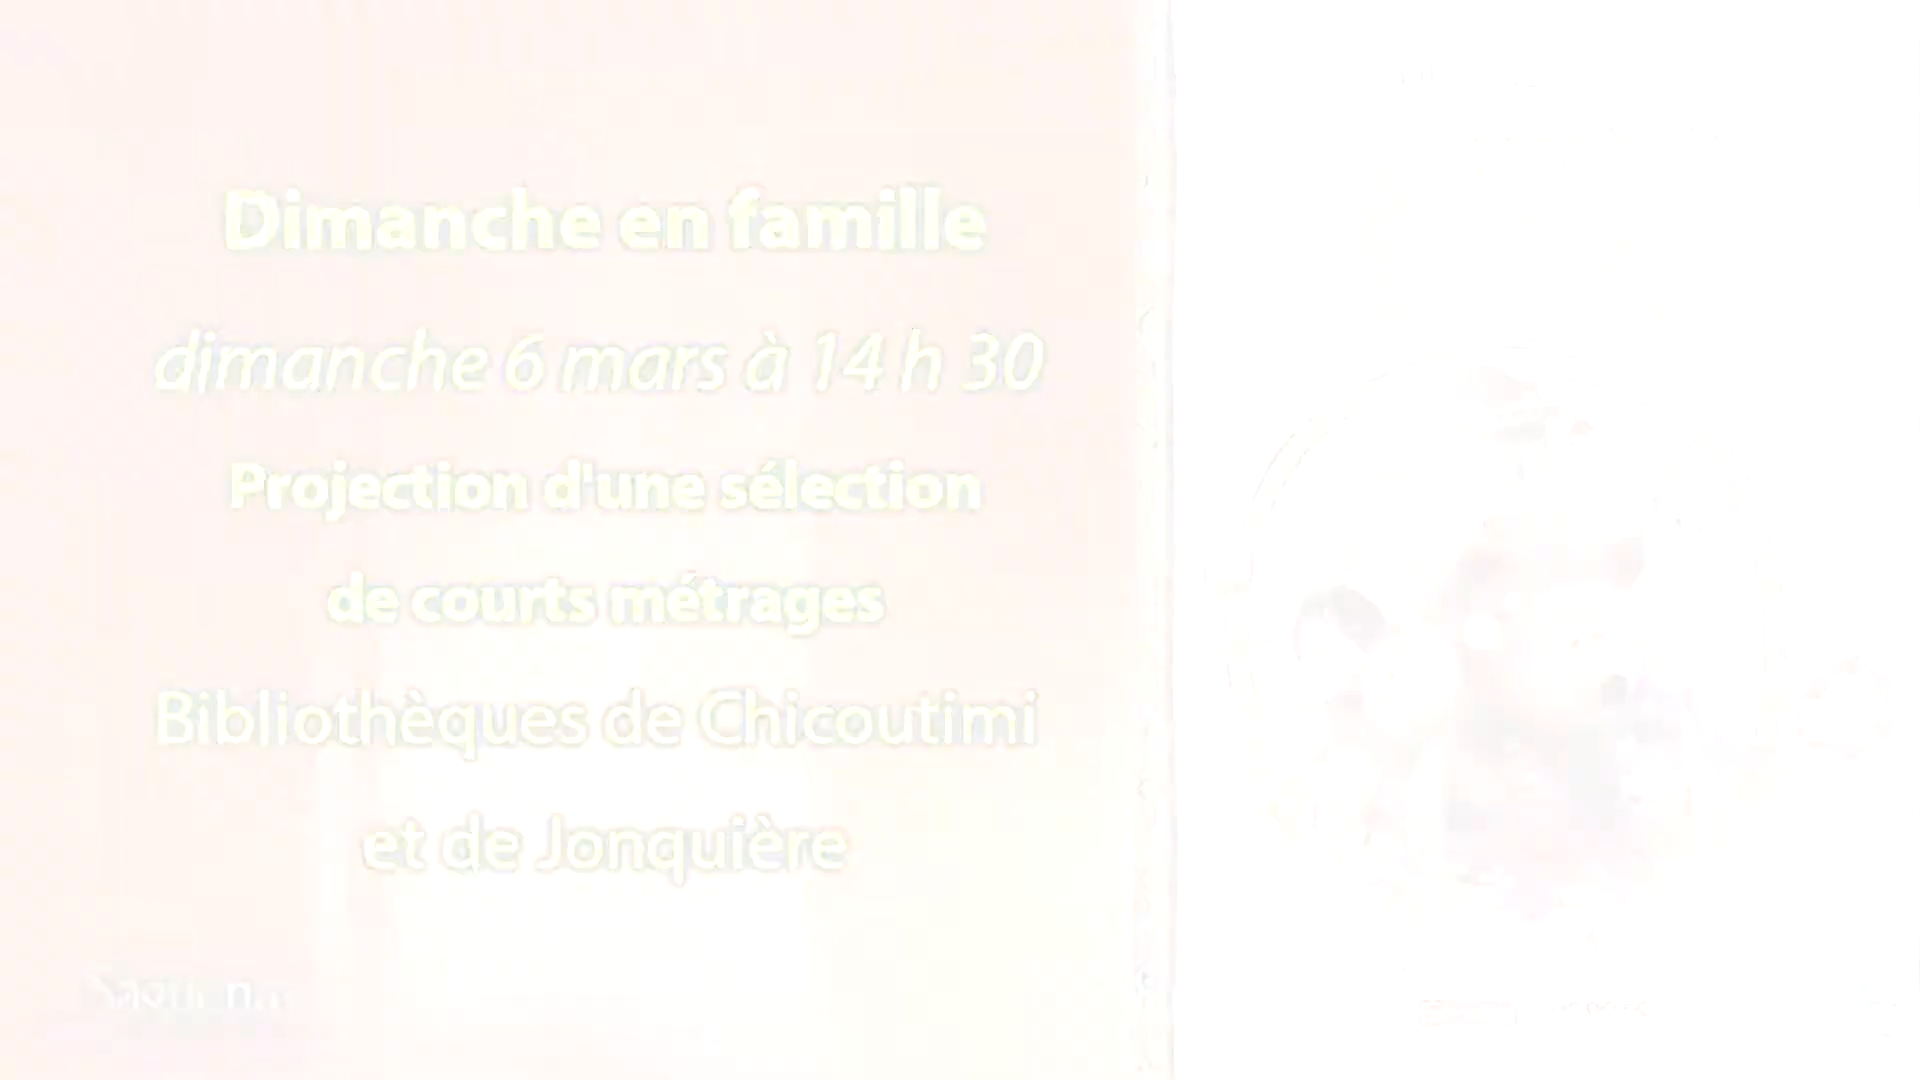 Dimanche en famille
dimanche 6 mars à 14 h 30
Projection d'une sélection
de courts métrages
Bibliothèques de Chicoutimi
et de Jonquière